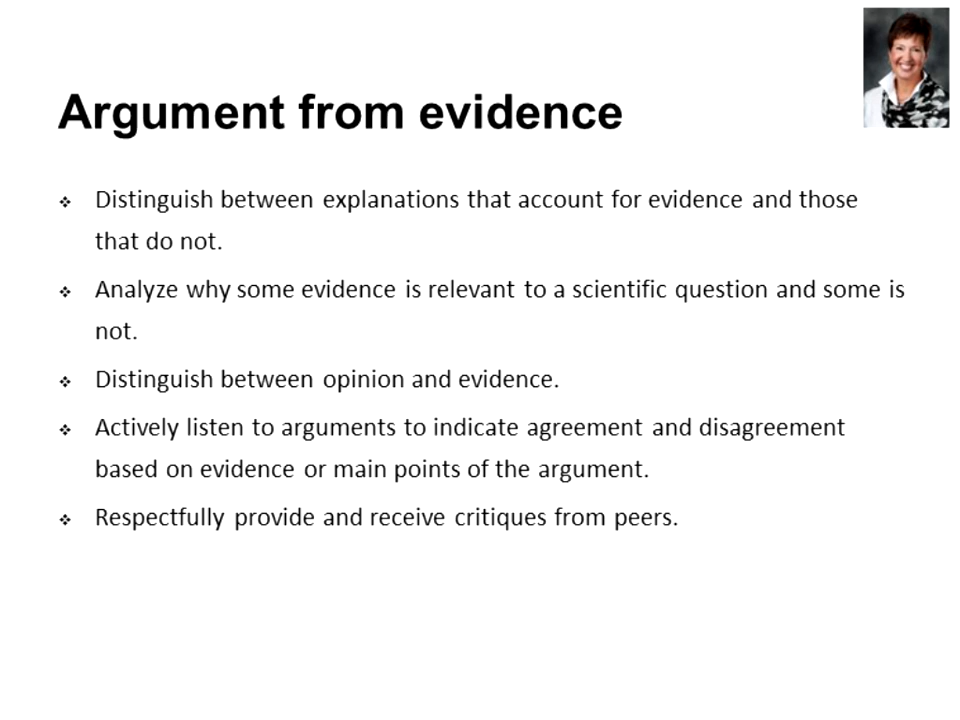 Argument from evidence
Distinguish between explanations that account for evidence and those
that do not.
Analyze why some evidence is relevant to a scientific question and some is
not.
Distinguish between opinion and evidence.
Actively listen to arguments to indicate agreement and disagreement
based on evidence or main points of the argument.
Respectfully provide and receive critiques from peers.